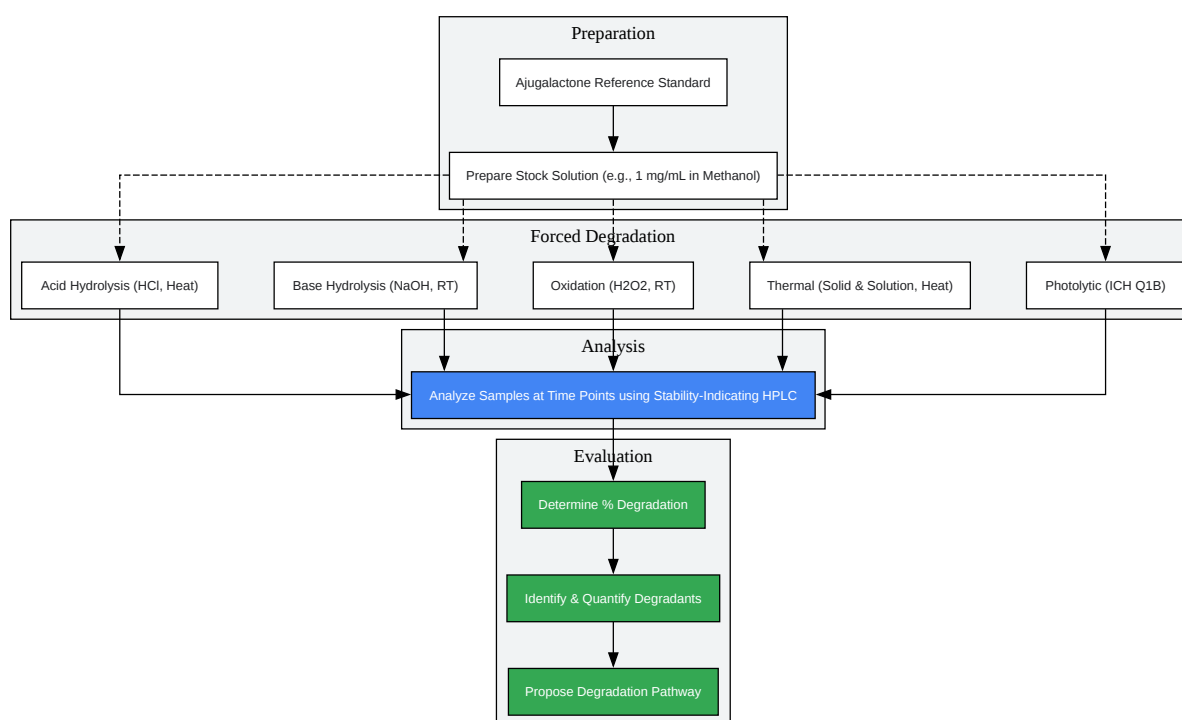 Preparation
Ajugalactone Reference Standard
Prepare Stock Solution (e.g., 1 mg/mL in Methanol)
Forced Degradation
Acid Hydrolysis (HCl, Heat)
Base Hydrolysis (NaOH, RT)
Oxidation (H2O2, RT)
Thermal (Solid & Solution, Heat)
Photolytic (ICH Q1B)
Analysis
Analyze Samples at Time Points using Stability-Indicating HPLC
Evaluation
Determine % Degradation
Identify & Quantify Degradants
Propose Degradation Pathway